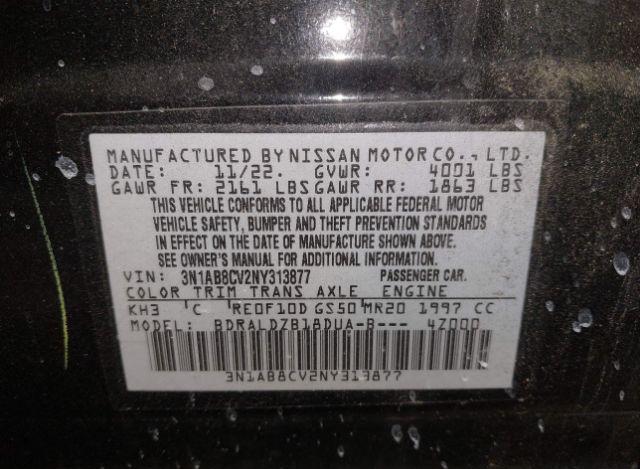 MANUFACTURED BY NISSAN MOTOR CO., LTD.
DATE: 11/22. GVWR: 4001 LBS
GAWR FR: 2161 LBS GAWR RR: 1863 LBS
THIS VEHICLE CONFORMS TO ALL APPLICABLE FEDERAL MOTOR
VEHICLE SAFETY, BUMPER AND THEFT PREVENTION STANDARDS
IN EFFECT ON THE DATE OF MANUFACTURE SHOWN ABOVE.
SEE OWNER'S MANUAL FOR ADDITIONAL INFORMATION.
VIN: 3N1AB8CV2NY313877 PASSENGER CAR.
COLOR TRIM TRANS AXLE ENGINE
KH3 C RE0F10D GS50 MR20 1997 CC
MODEL: BDRALDZB18DUA-B--- 4Z000
3N1AB8CV2NY313877